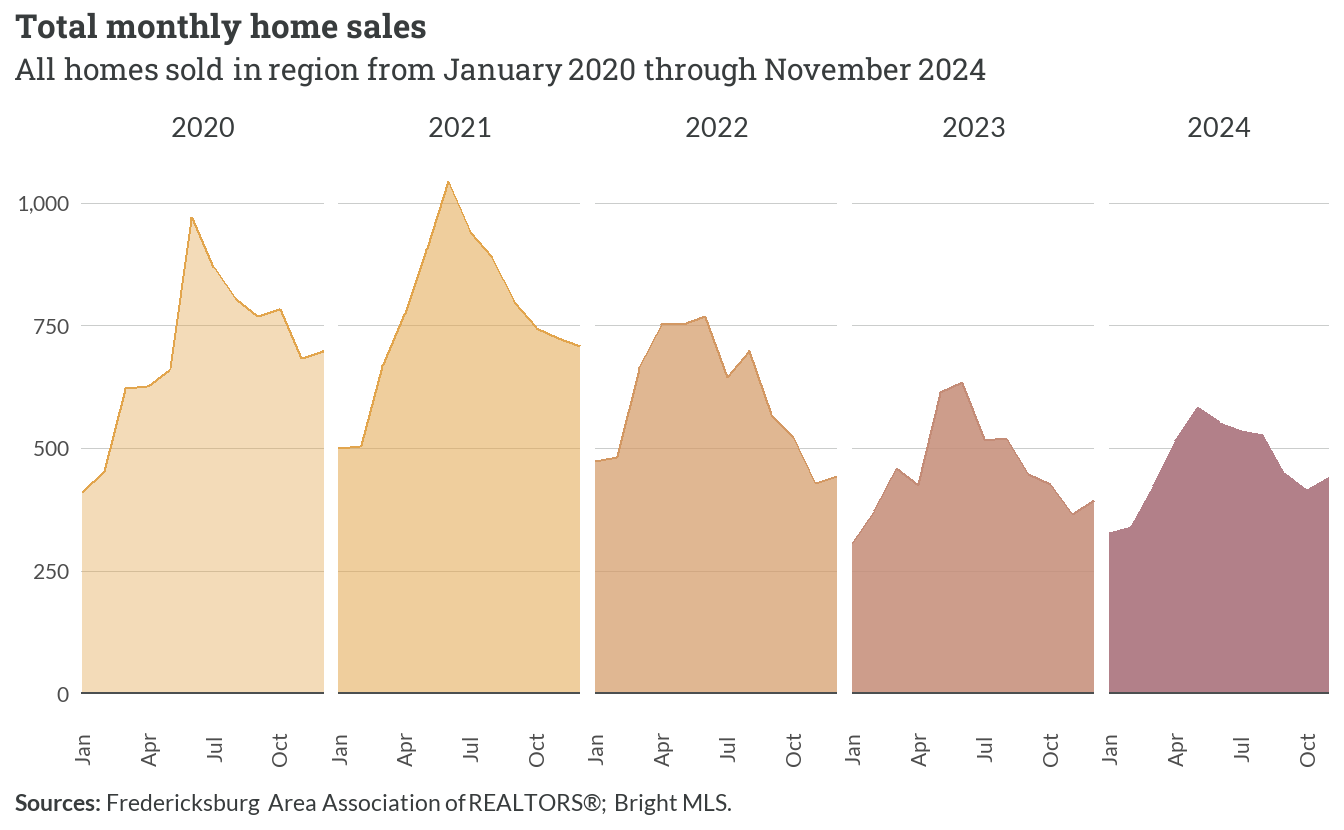 Total monthly home sales
All homes sold in region from January 2020 through November 2024
2020 2021 2022 2023 2024
1,000
750
500
250
0
Jan Apr Jul Oct Jan Apr Jul Oct Jan Apr Jul Oct Jan Apr Jul Oct Jan Apr Jul Oct
Sources: Fredericksburg Area Association of REALTORS®; Bright MLS.